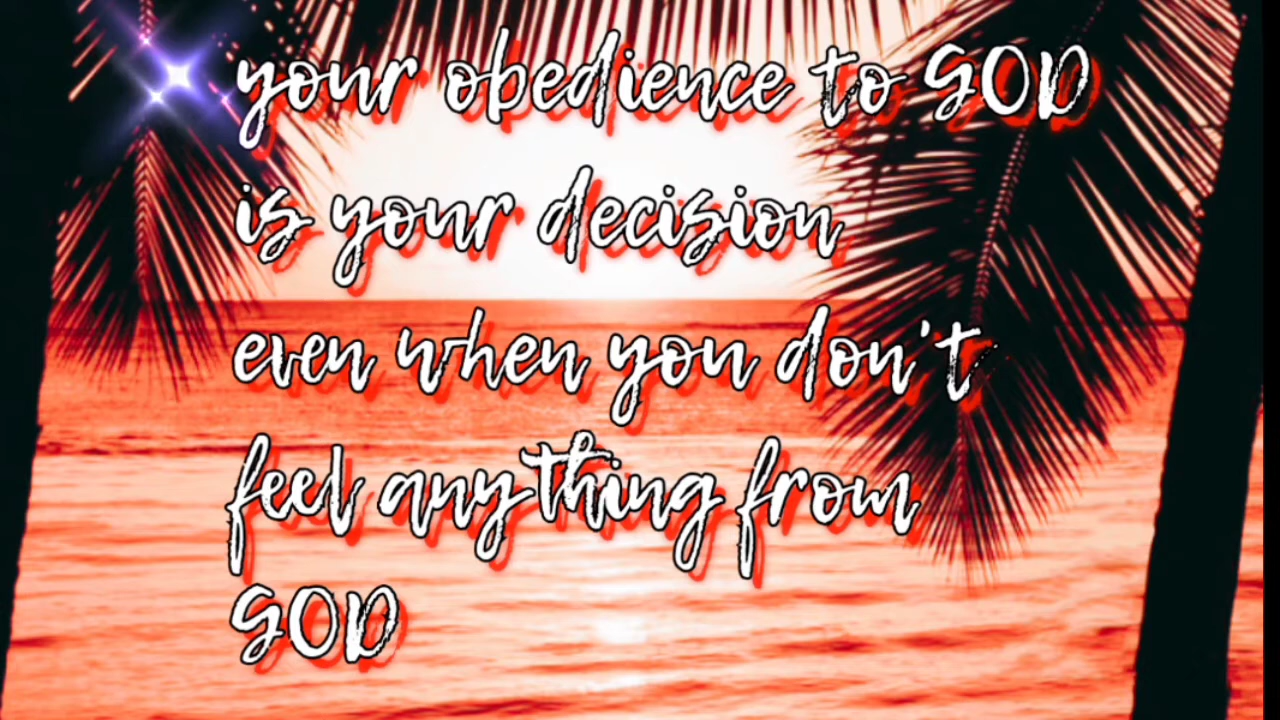 your obedience to GOD
is your decision
even when you don't
feel anything from
GOD